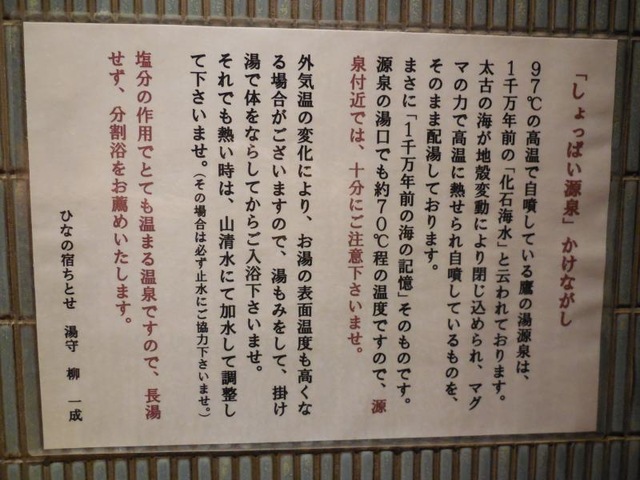 「しょっぱい源泉」かけながし
97℃の高温で自噴している鷹の湯源泉は、
1千万年前の「化石海水」と云われております。
太古の海が地殻変動により閉じ込められ、マグ
マの力で高温に熱せられ自噴しているものを、
そのまま配湯しております。
まさに「1千万年前の海の記憶」そのものです。
源泉の湯口でも約70℃程の温度ですので、源
泉付近では、十分にご注意下さいませ。
外気温の変化により、お湯の表面温度も高くな
る場合がございますので、湯もみをして、掛け
湯で体をならしてからご入浴下さいませ。
それでも熱い時は、山清水にて加水して調整し
て下さいませ。(その場合は必ず止水にご協力下さいませ。)
塩分の作用でとても温まる温泉ですので、長湯
せず、分割浴をお薦めいたします。
ひなの宿ちとせ 湯守 柳 一成